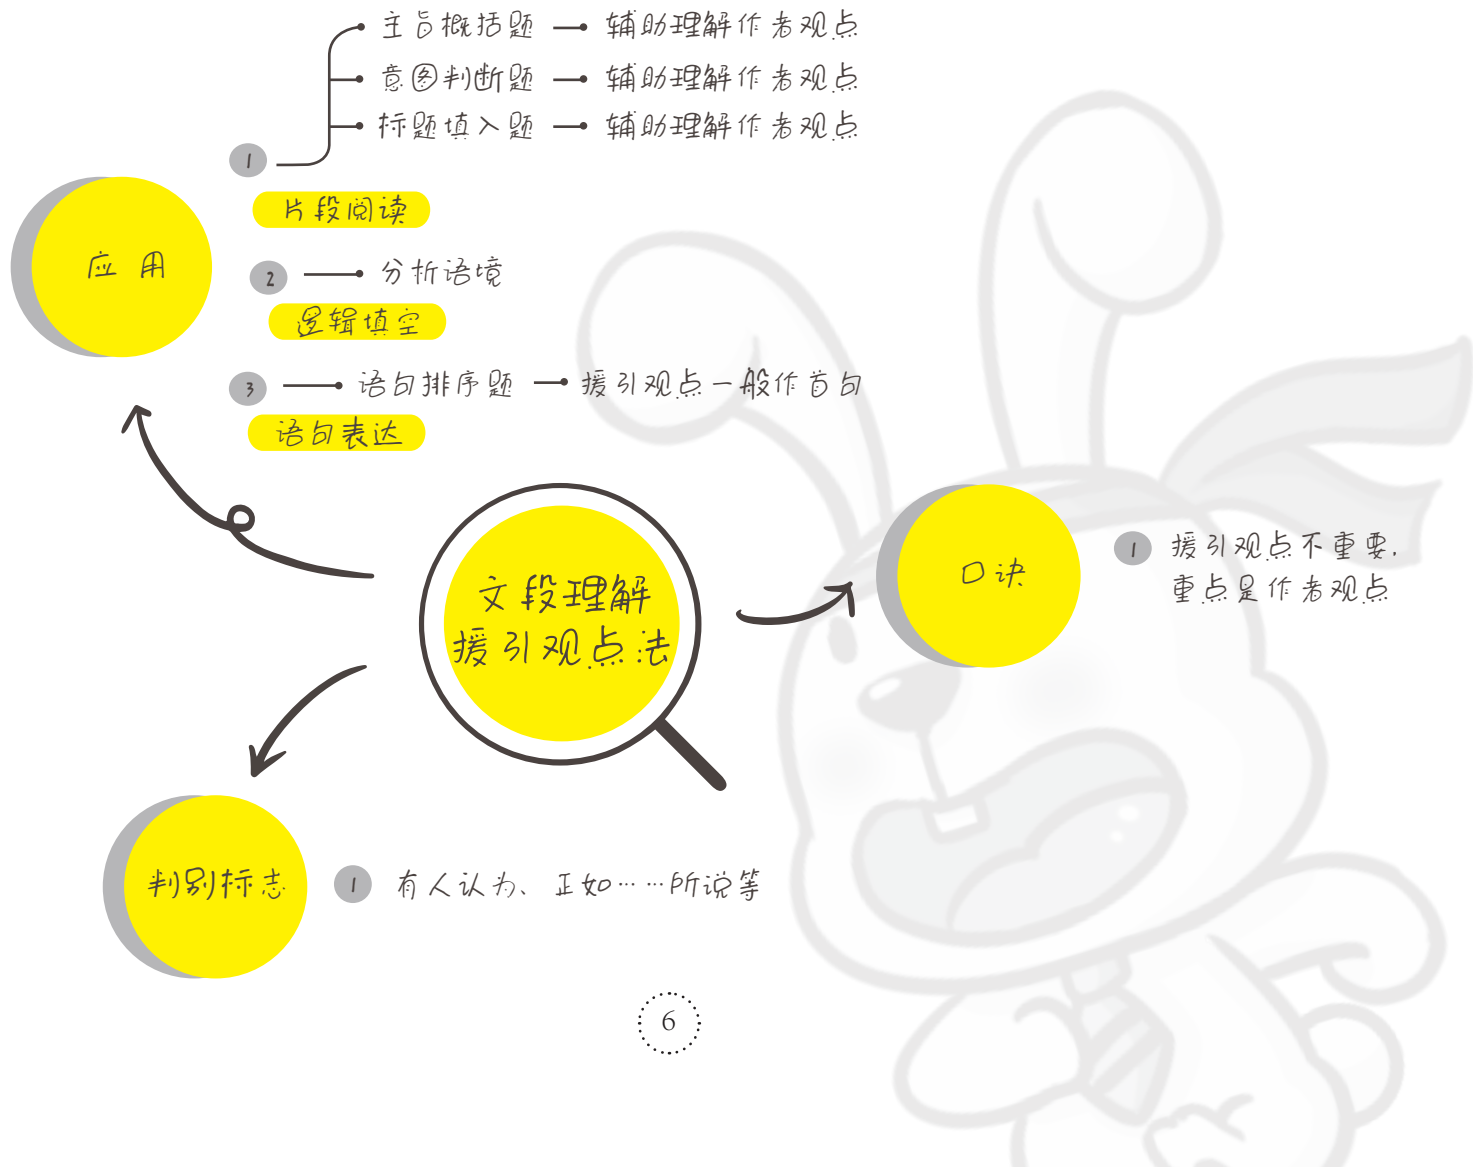 主旨概括题 辅助理解作者观点
意图判断题 辅助理解作者观点
标题填入题 辅助理解作者观点
1
片段阅读
应用
2 分析语境
逻辑填空
3 语句排序题 援引观点一般作首句
语句表达
文段理解
援引观点法
口诀
1 援引观点不重要,
重点是作者观点
判别标志
1 有人认为、正如……所说等
6